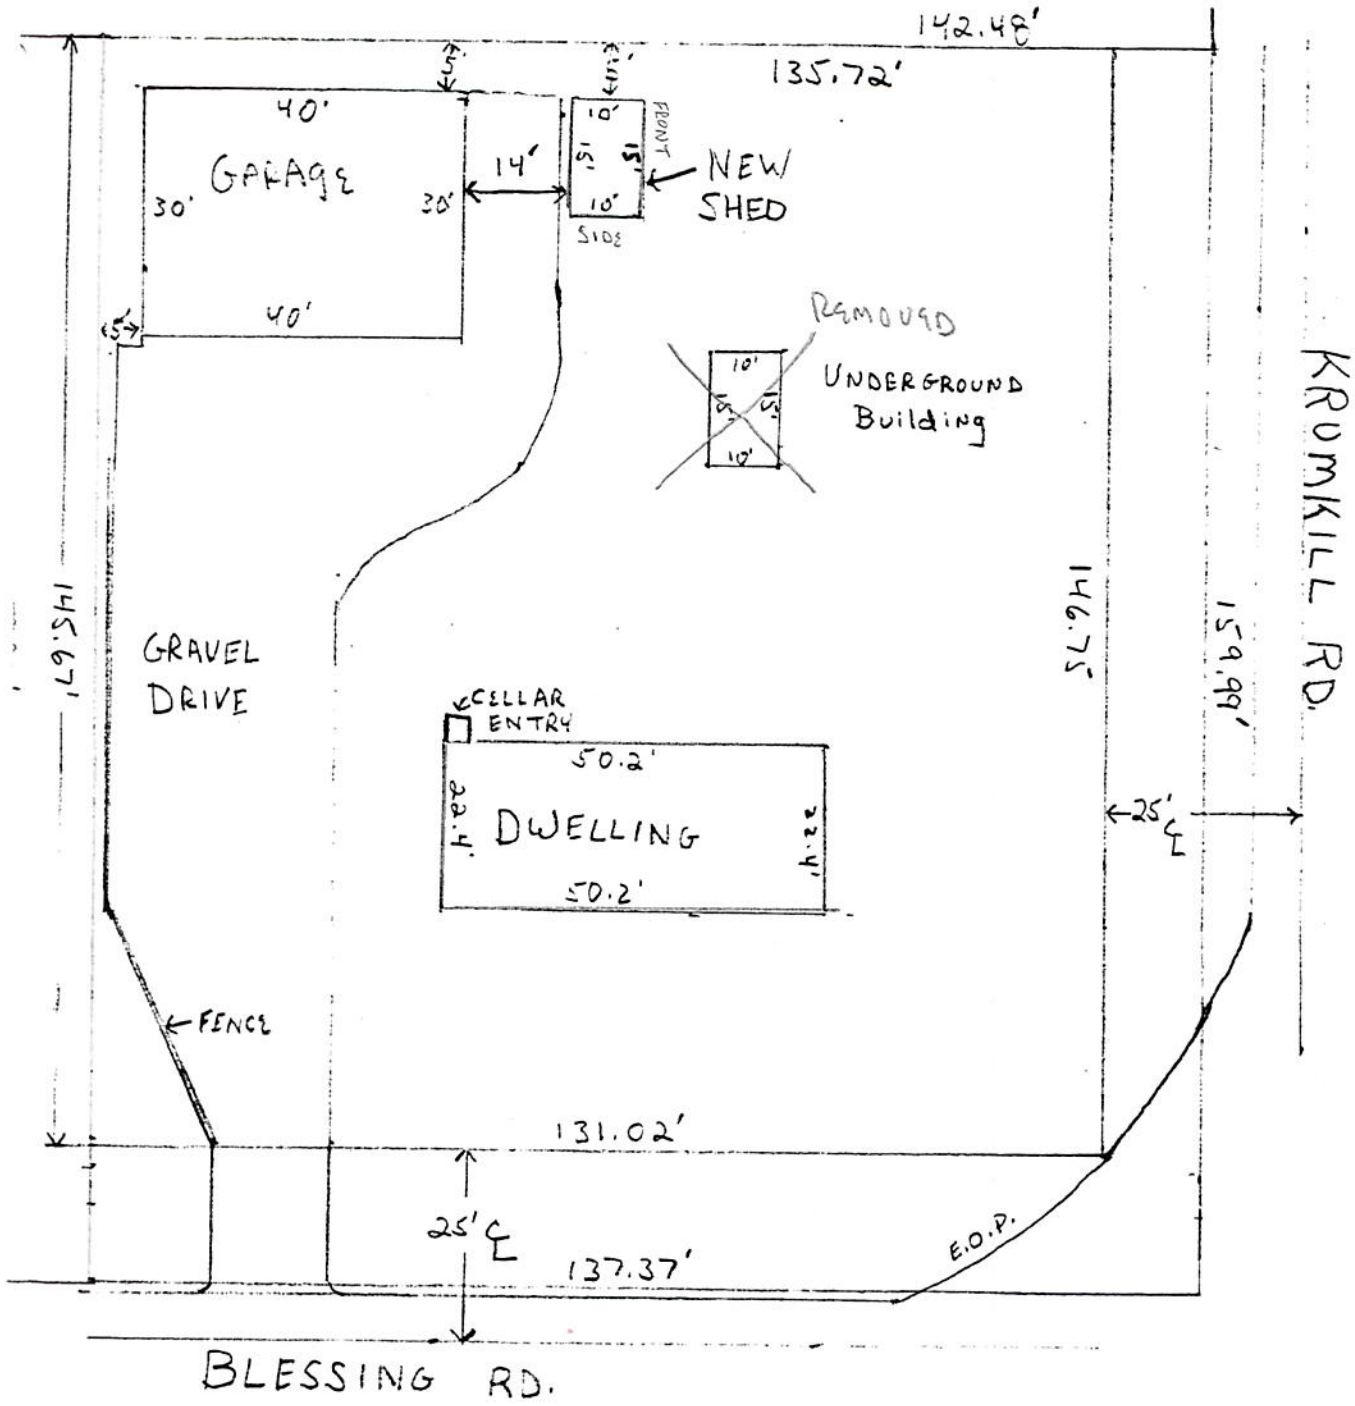 142.48'
135.72'
5'
40'
GARAGE
30'
30'
40'
5'
14'
10'
15'
15'
10'
FRONT
SIDE
NEW
SHED
REMOVED
10'
15'
15'
10'
UNDERGROUND
Building
KRUMKILL RD.
145.67'
146.75'
159.99'
GRAVEL
DRIVE
CELLAR
ENTRY
50.2'
22.4'
DWELLING
22.4'
50.2'
25' ℄
FENCE
131.02'
25' ℄
E.O.P.
137.37'
BLESSING RD.